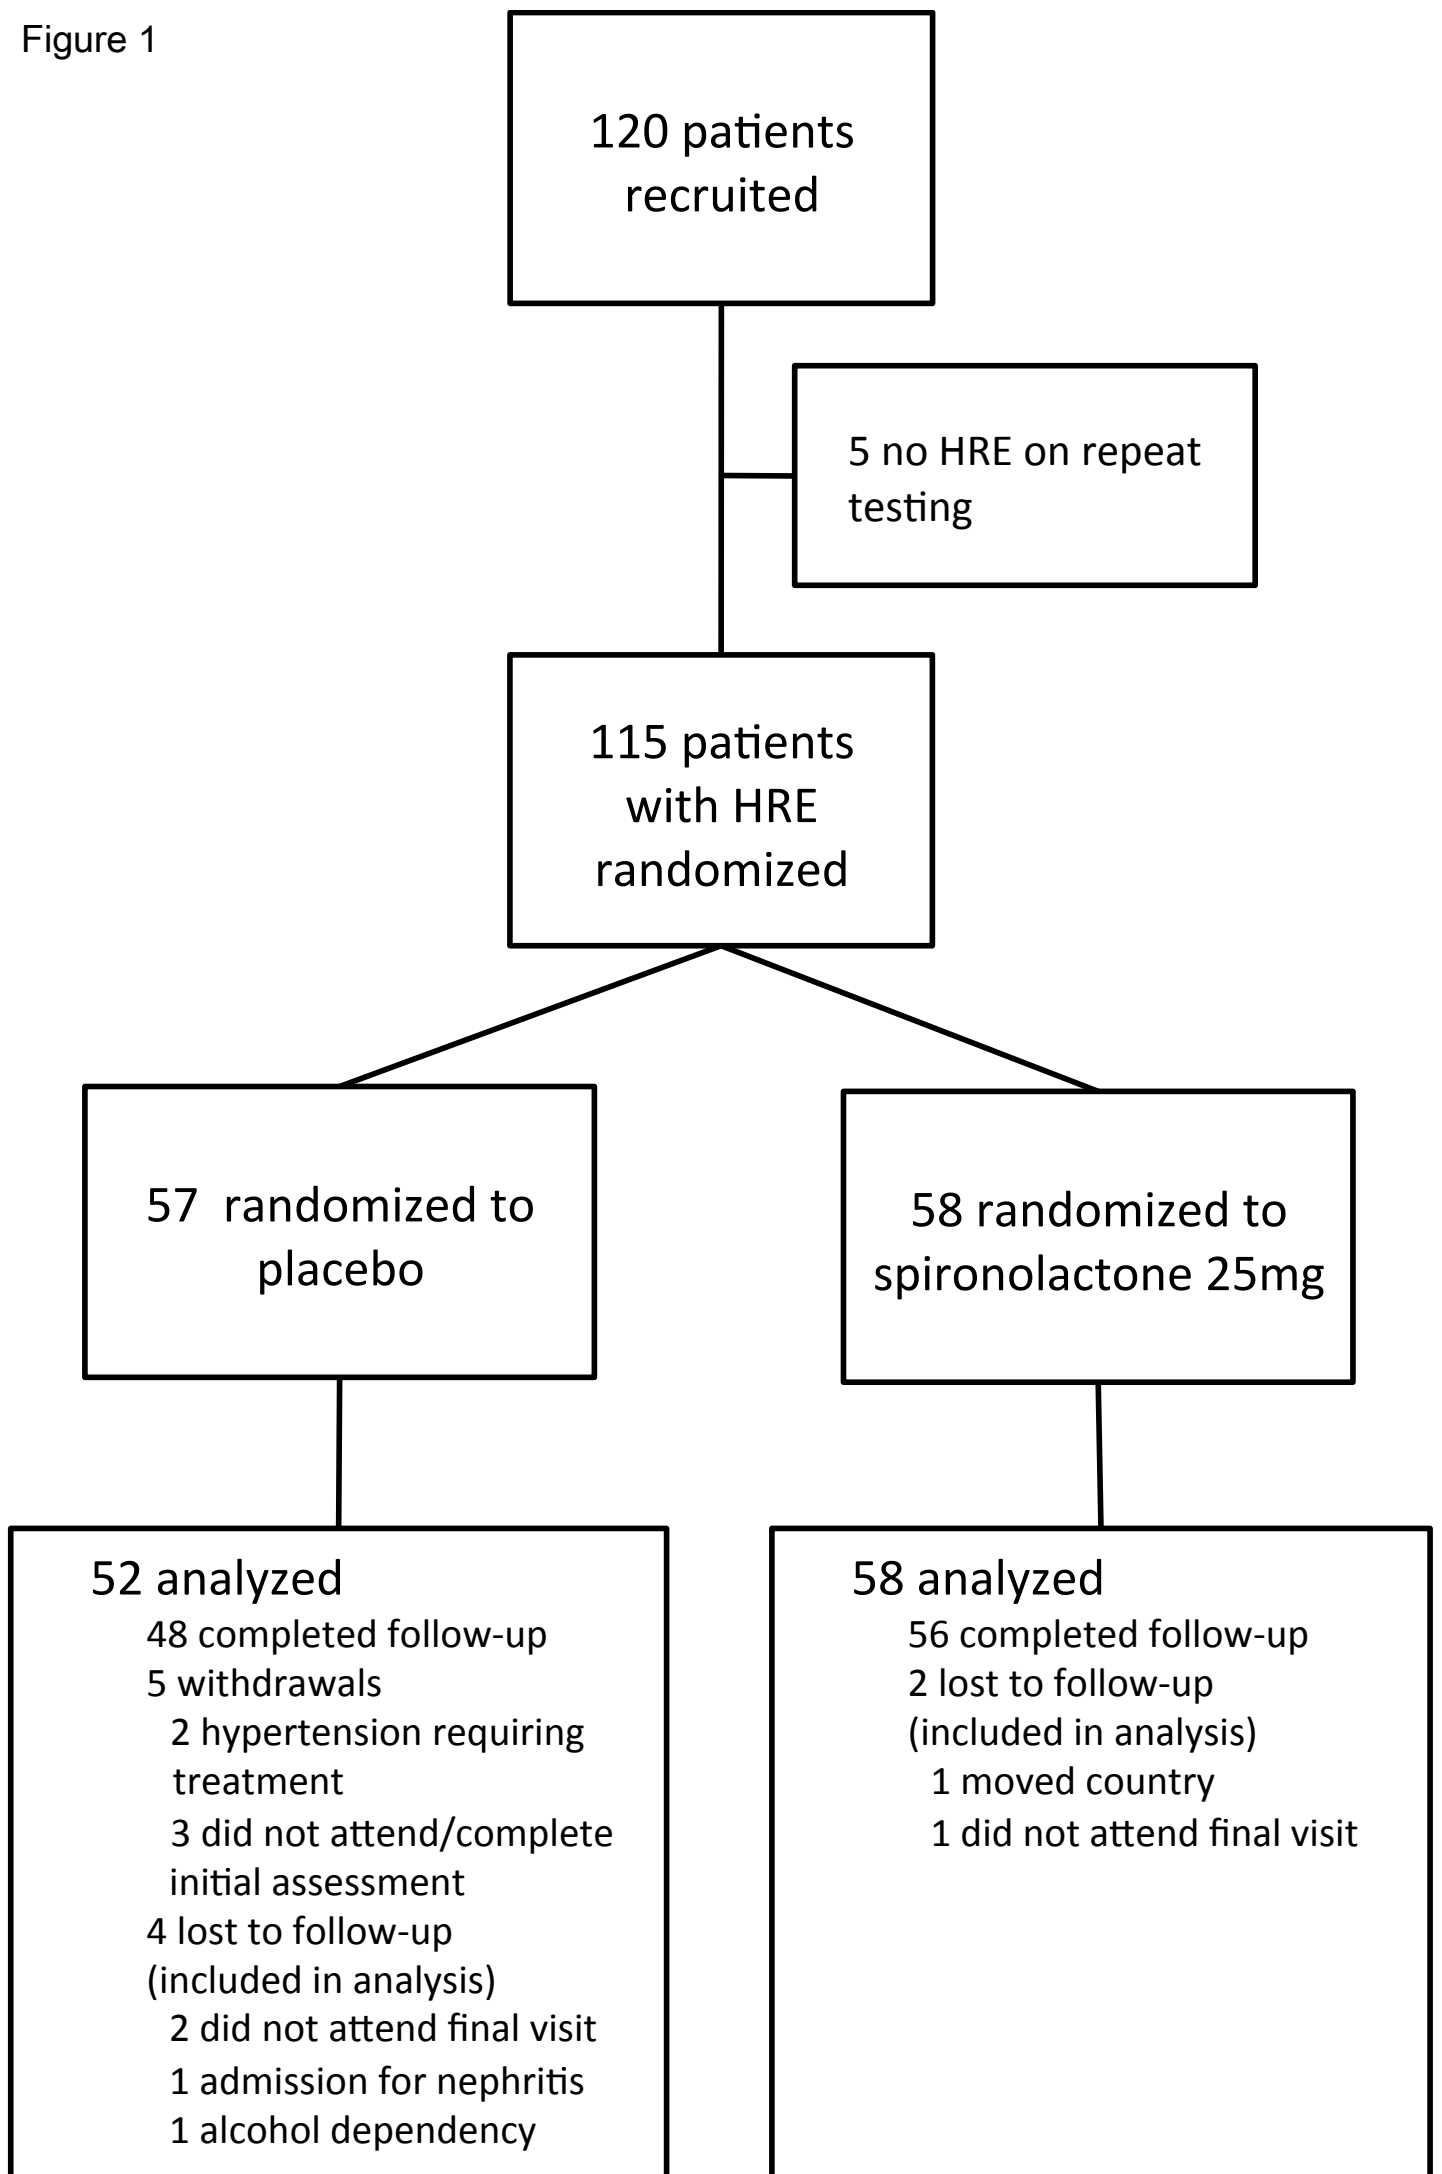 Figure 1
120 patients
recruited
5 no HRE on repeat
testing
115 patients
with HRE
randomized
57 randomized to
placebo
58 randomized to
spironolactone 25mg
52 analyzed
48 completed follow-up
5 withdrawals
2 hypertension requiring
treatment
3 did not attend/complete
initial assessment
4 lost to follow-up
(included in analysis)
2 did not attend final visit
1 admission for nephritis
1 alcohol dependency
58 analyzed
56 completed follow-up
2 lost to follow-up
(included in analysis)
1 moved country
1 did not attend final visit